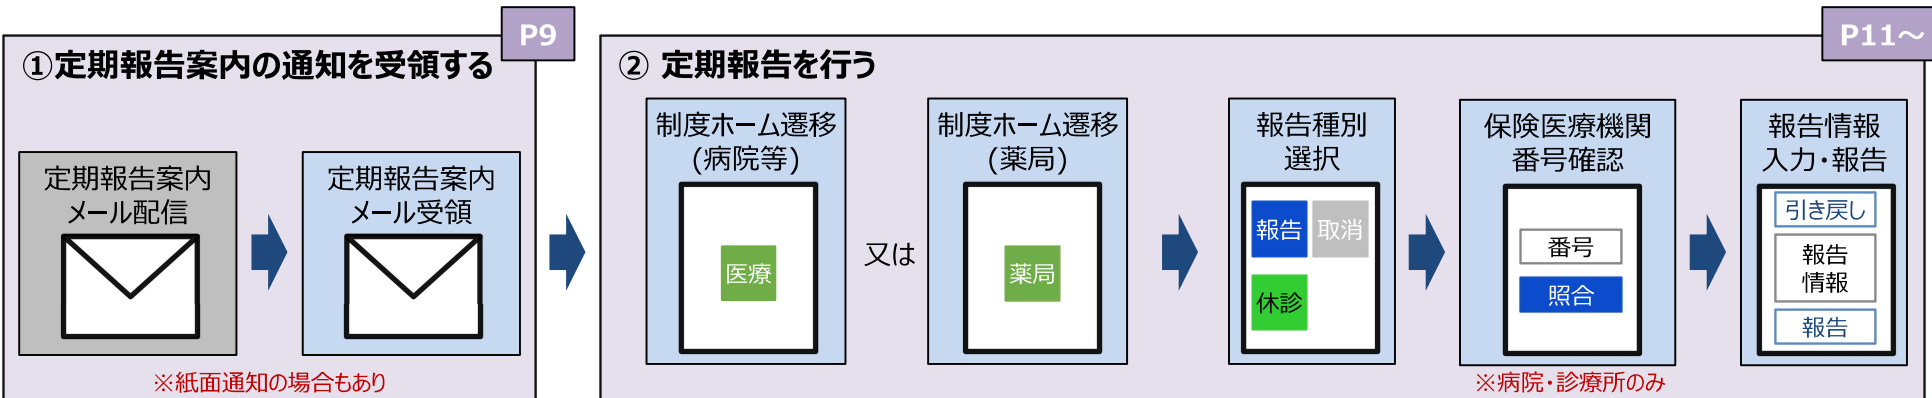 P9
①定期報告案内の通知を受領する
定期報告案内
メール配信
定期報告案内
メール受領
※紙面通知の場合もあり
P11～
② 定期報告を行う
制度ホーム遷移
(病院等)
医療
又は
制度ホーム遷移
(薬局)
薬局
報告種別
選択
報告
取消
休診
保険医療機関
番号確認
番号
照合
※病院・診療所のみ
報告情報
入力・報告
引き戻し
報告
情報
報告